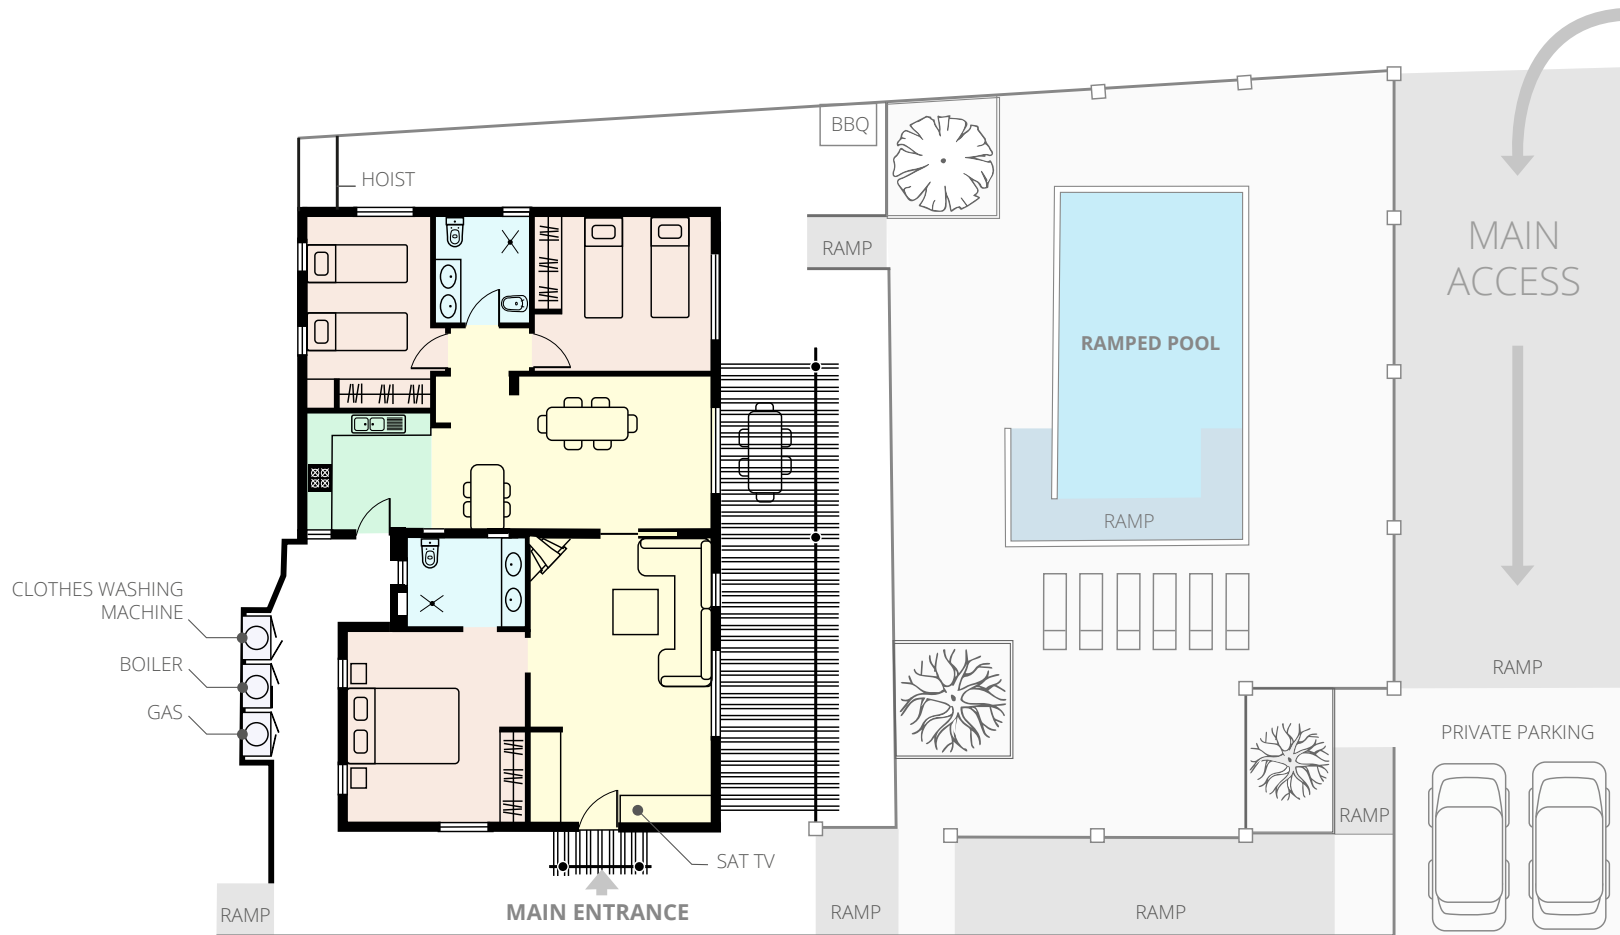 BBQ
HOIST
MAIN
ACCESS
RAMP
RAMPED POOL
RAMP
CLOTHES WASHING
MACHINE
BOILER
RAMP
GAS
PRIVATE PARKING
RAMP
SAT TV
MAIN ENTRANCE
RAMP
RAMP
RAMP